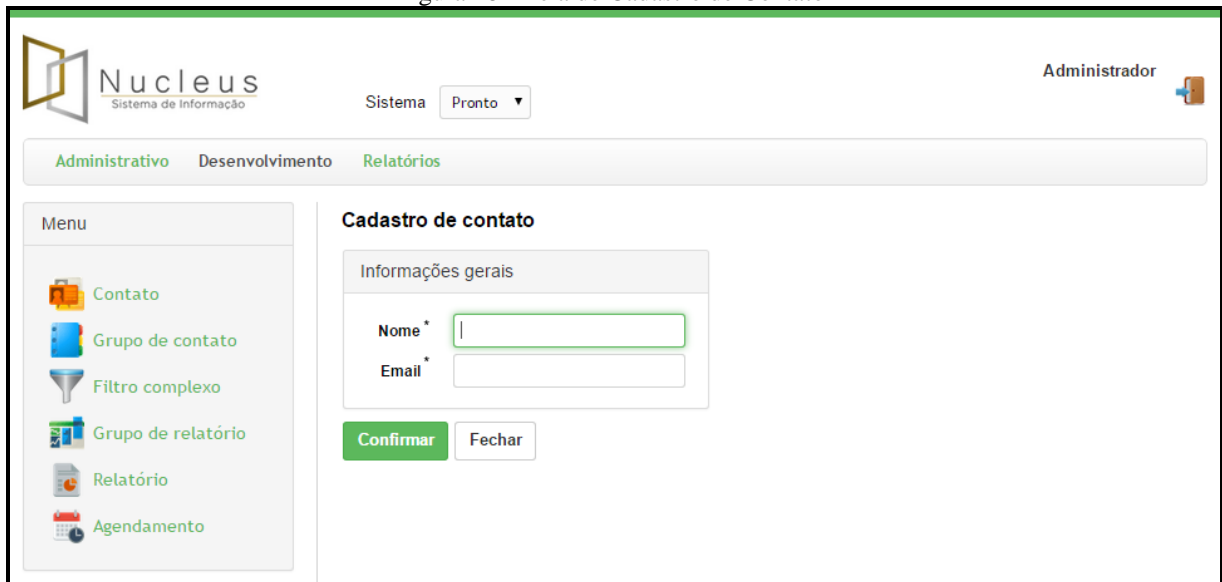 Nucleus
Sistema de Informação
Sistema Pronto
Administrador
Administrativo Desenvolvimento Relatórios
Menu
Contato
Grupo de contato
Filtro complexo
Grupo de relatório
Relatório
Agendamento
Cadastro de contato
Informações gerais
Nome *
Email *
Confirmar Fechar